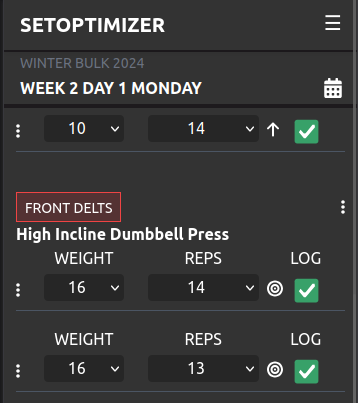 SETOPTIMIZER
WINTER BULK 2024
WEEK 2 DAY 1 MONDAY
10 14
FRONT DELTS
High Incline Dumbbell Press
WEIGHT REPS LOG
16 14
WEIGHT REPS LOG
16 13